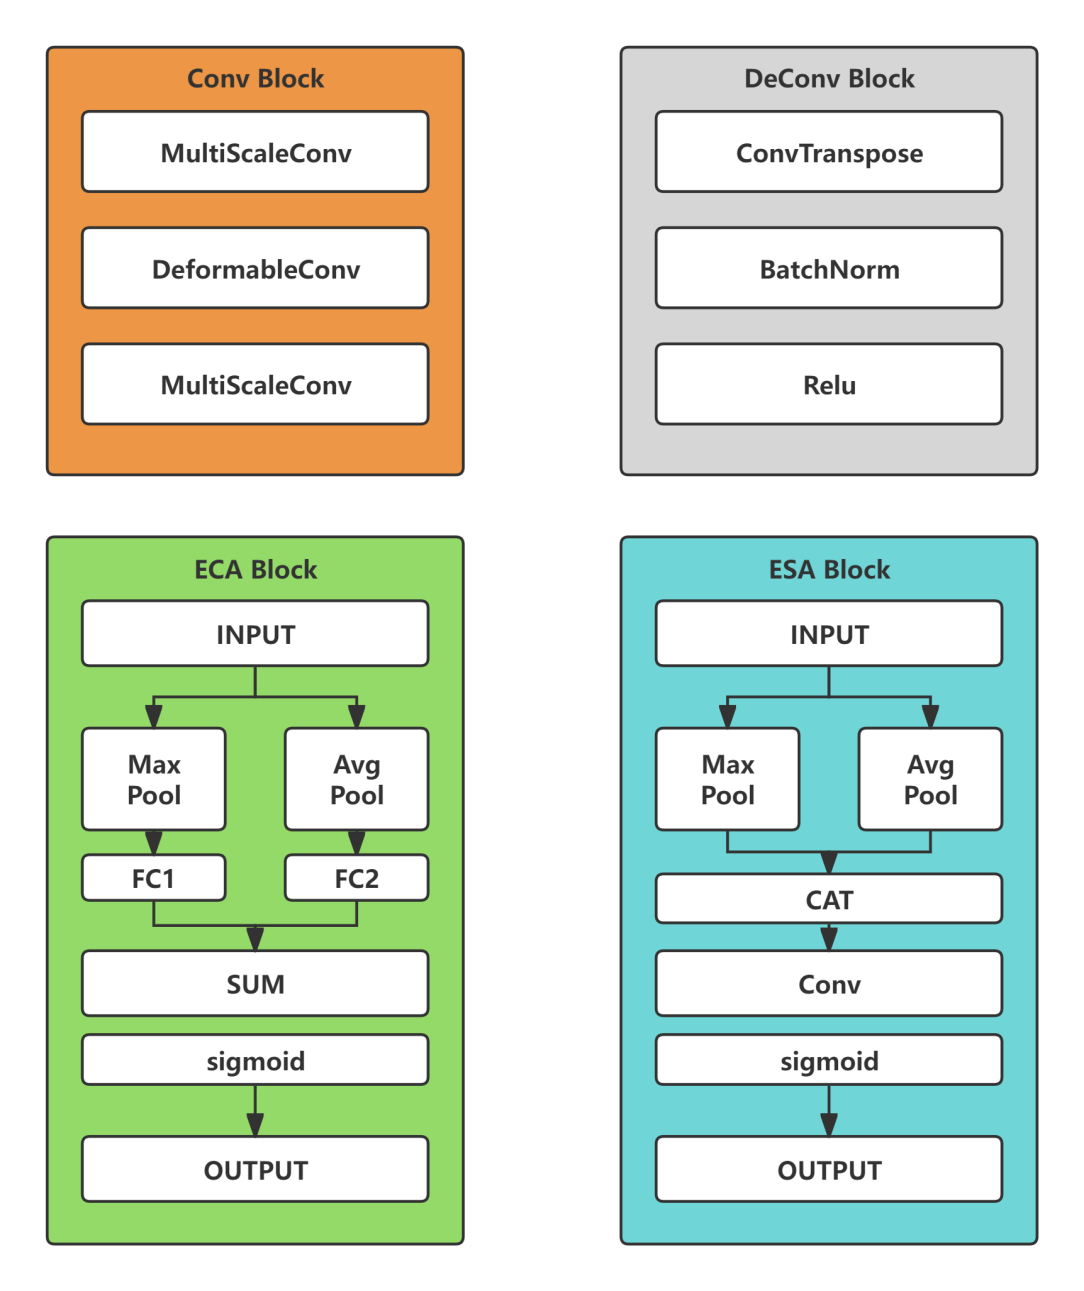 Conv Block
MultiScaleConv
DeformableConv
MultiScaleConv
DeConv Block
ConvTranspose
BatchNorm
Relu
ECA Block
INPUT
Max
Pool
Avg
Pool
FC1
FC2
SUM
sigmoid
OUTPUT
ESA Block
INPUT
Max
Pool
Avg
Pool
CAT
Conv
sigmoid
OUTPUT